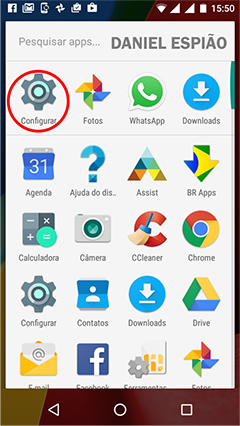 15:50
Pesquisar apps... DANIEL ESPIÃO
Configurar Fotos WhatsApp Downloads
31
Agenda Ajuda do dis.. Assist BR Apps
Calculadora Câmera CCleaner Chrome
Configurar Contatos Downloads Drive
E-mail Facebook Ferramentas Fotos